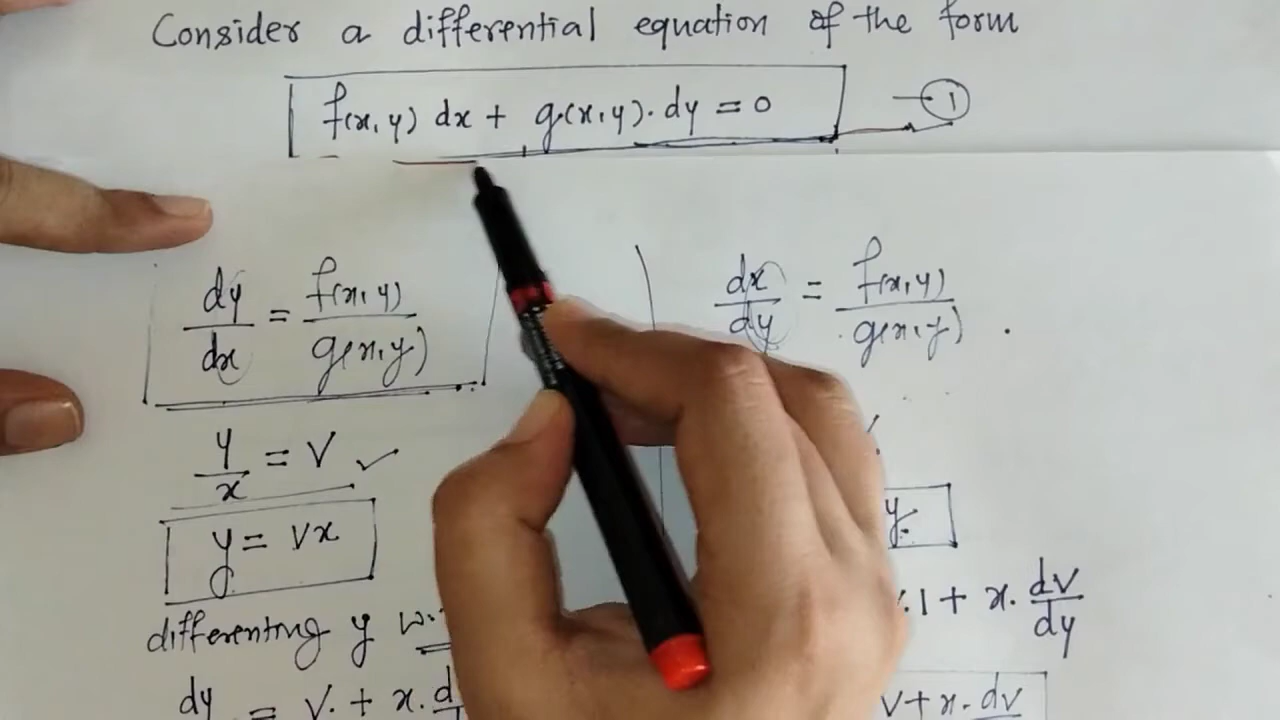 Consider a differential equation of the form
f(x,y) dx + g(x,y). dy = 0 — 1
dy/dx = f(x,y)/g(x,y)
y/x = v ✓
y = vx
differenting y w.
dy = v. + x. d
dx/dy = f(x,y)/g(x,y) .
y.
.1 + x. dv/dy
v + x. dv